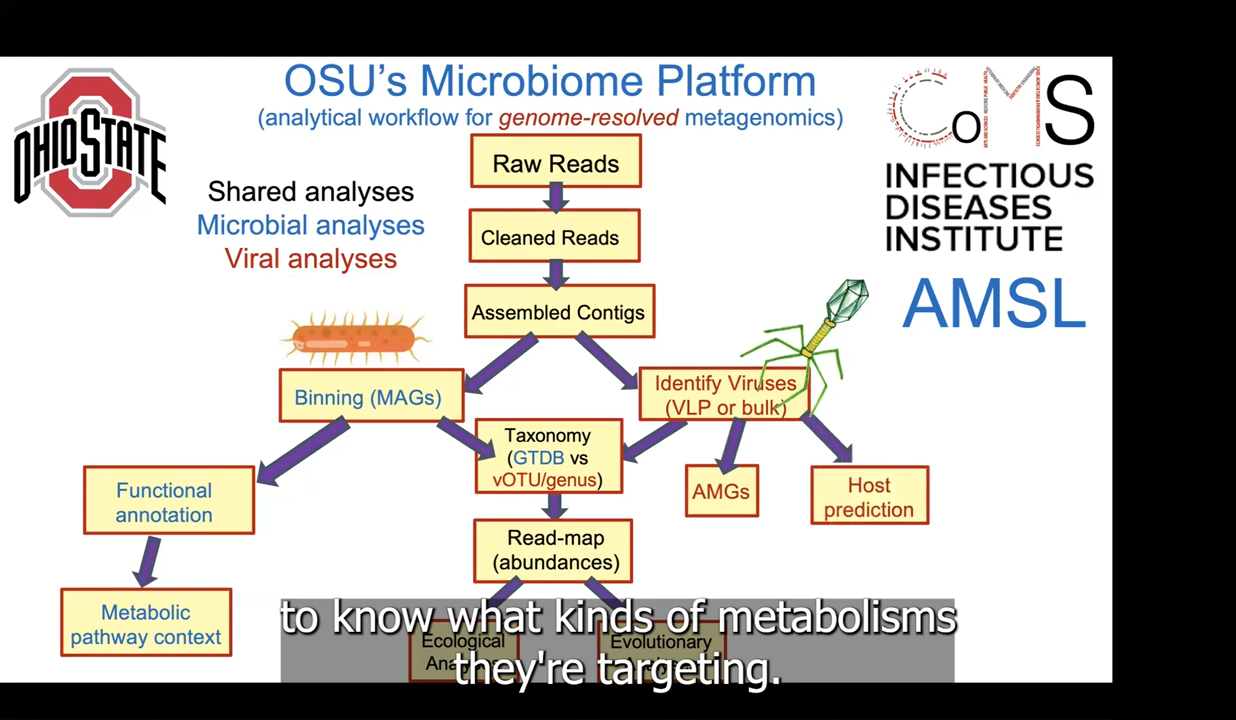 OSU's Microbiome Platform
(analytical workflow for genome-resolved metagenomics)
OHIO STATE
CoMS
INFECTIOUS
DISEASES
INSTITUTE
AMSL
Shared analyses
Microbial analyses
Viral analyses
Raw Reads
Cleaned Reads
Assembled Contigs
Binning (MAGs)
Identify Viruses
(VLP or bulk)
Taxonomy
(GTDB vs
vOTU/genus)
Functional
annotation
AMGs
Host
prediction
Read-map
(abundances)
Metabolic
pathway context
Ecological
Evolutionary
to know what kinds of metabolisms
they're targeting.